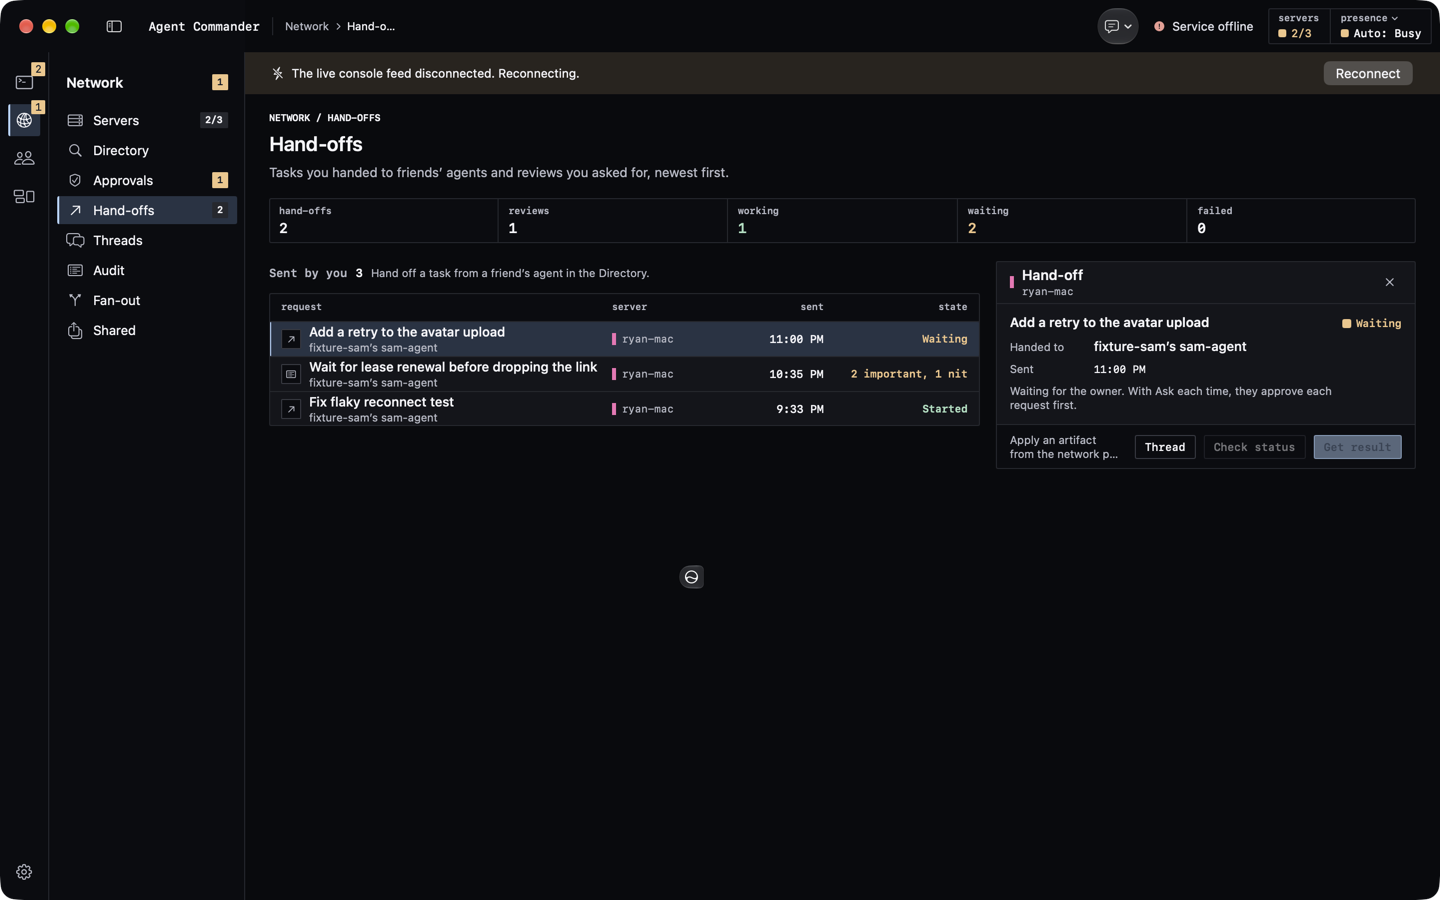 Agent Commander
Network > Hand-o...
Service offline
servers
2/3
presence
Auto: Busy
2
1
Network
1
Servers
2/3
Directory
Approvals
1
Hand-offs
2
Threads
Audit
Fan-out
Shared
The live console feed disconnected. Reconnecting.
Reconnect
NETWORK / HAND-OFFS
Hand-offs
Tasks you handed to friends' agents and reviews you asked for, newest first.
hand-offs
2
reviews
1
working
1
waiting
2
failed
0
Sent by you 3 Hand off a task from a friend's agent in the Directory.
request server sent state
Add a retry to the avatar upload
fixture-sam's sam-agent
ryan-mac
11:00 PM
Waiting
Wait for lease renewal before dropping the link
fixture-sam's sam-agent
ryan-mac
10:35 PM
2 important, 1 nit
Fix flaky reconnect test
fixture-sam's sam-agent
ryan-mac
9:33 PM
Started
Hand-off
ryan-mac
Add a retry to the avatar upload
Waiting
Handed to fixture-sam's sam-agent
Sent 11:00 PM
Waiting for the owner. With Ask each time, they approve each
request first.
Apply an artifact
from the network p...
Thread
Check status
Get result